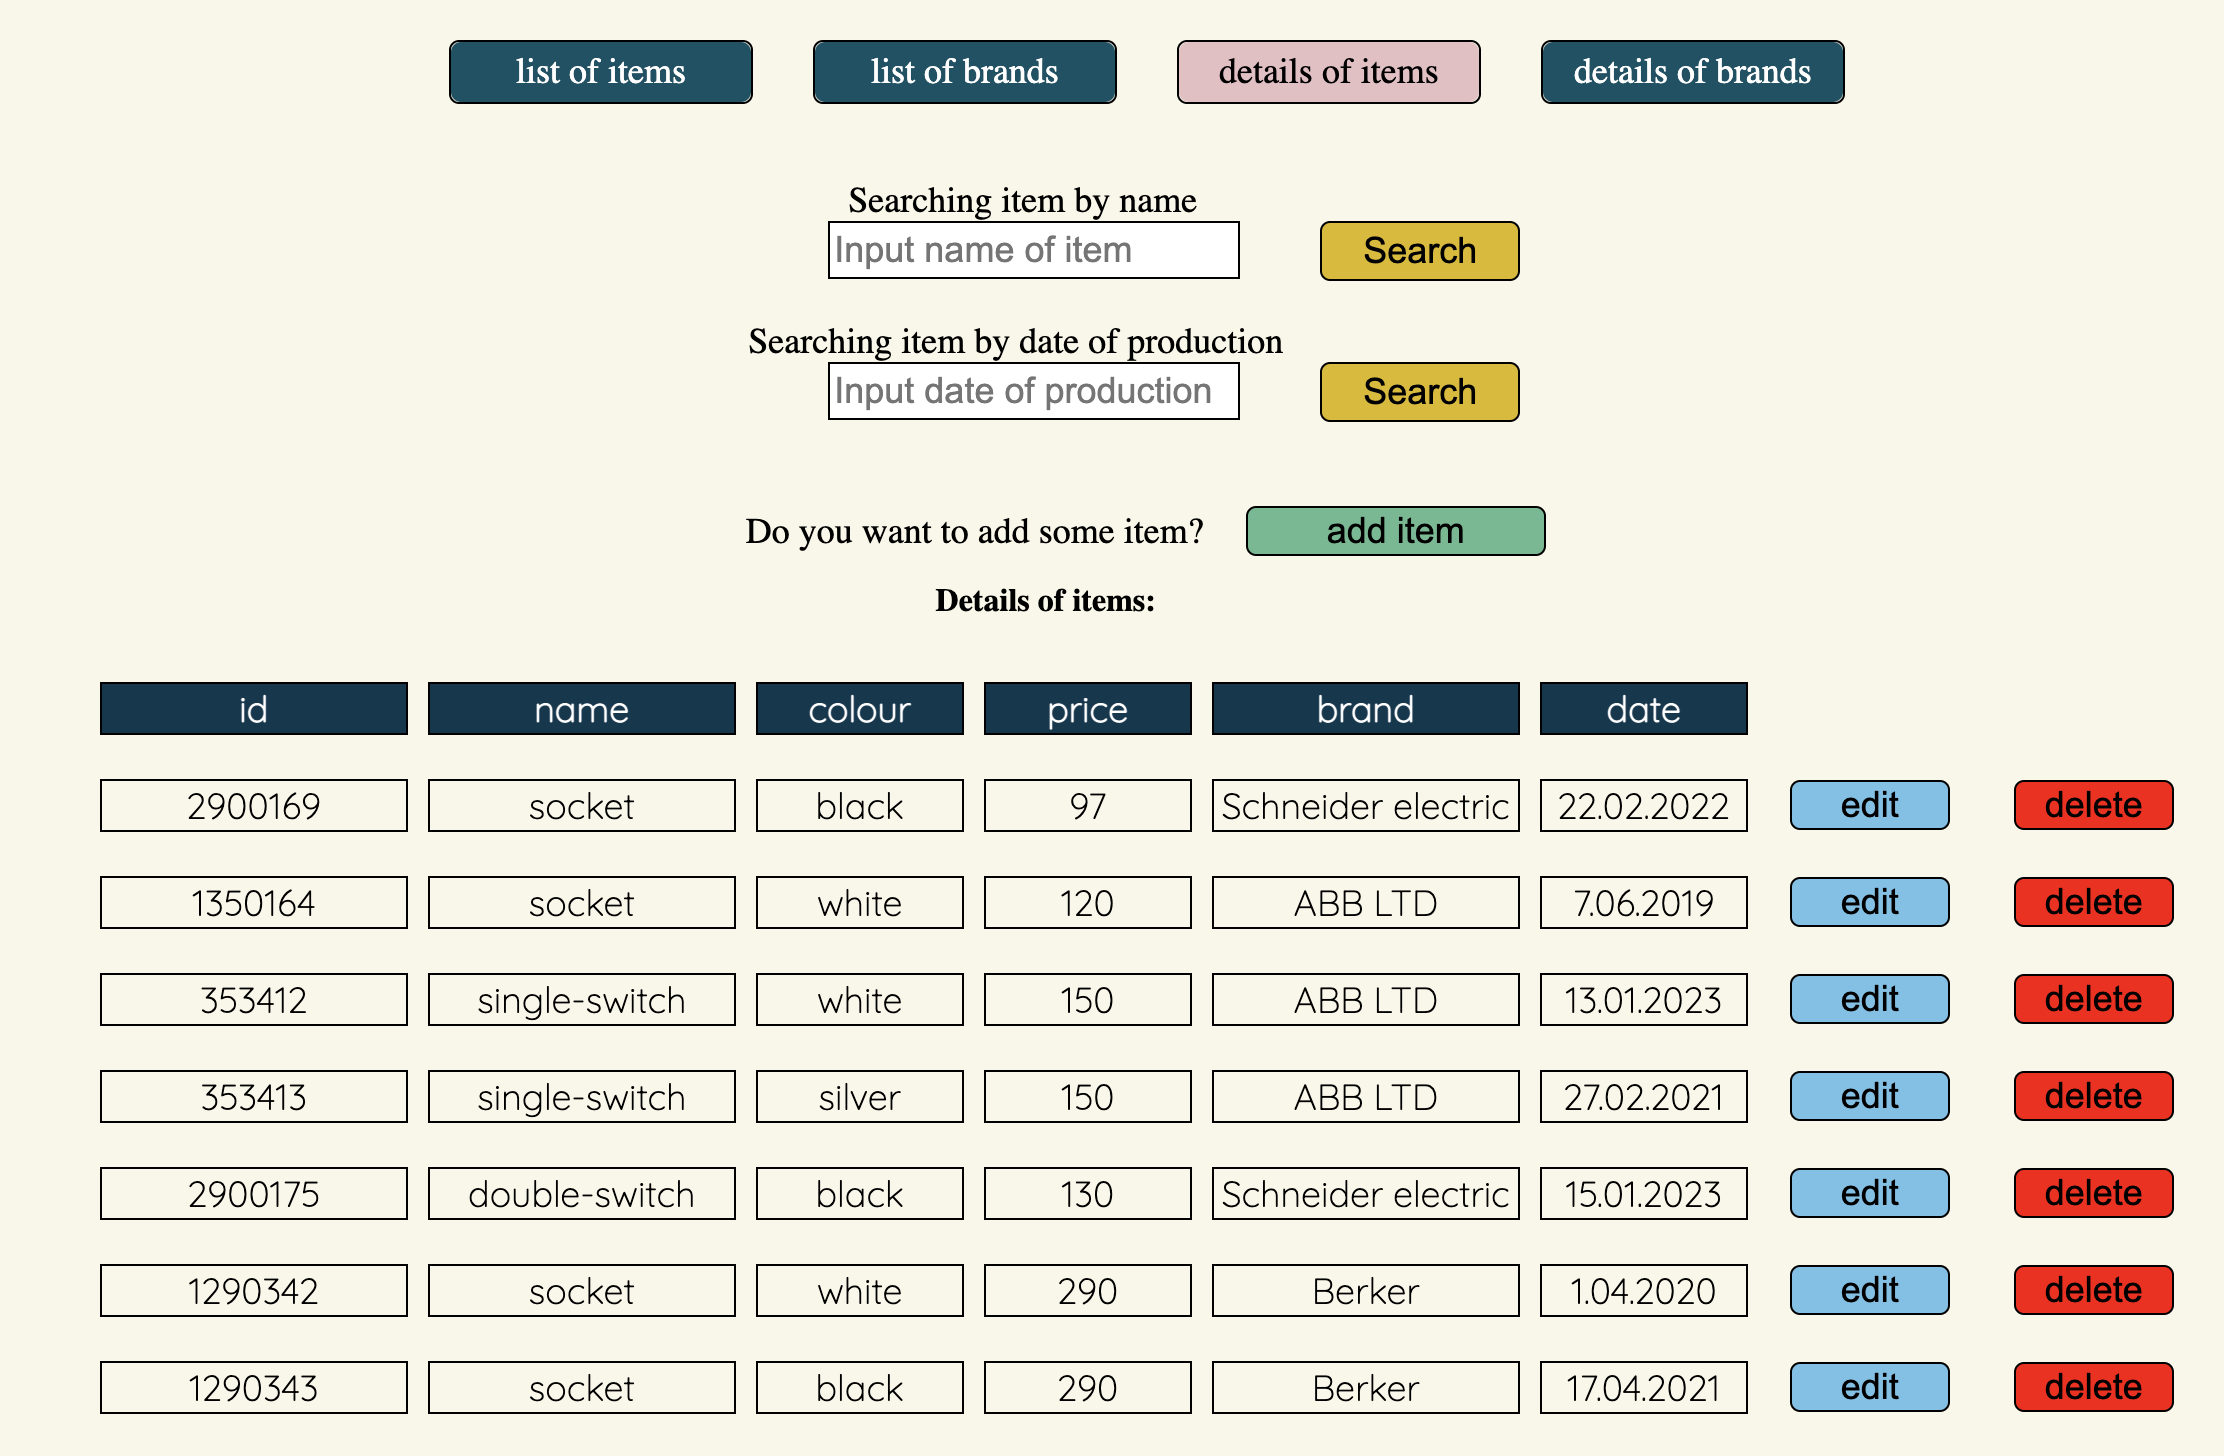 list of items list of brands details of items details of brands
Searching item by name
Input name of item Search
Searching item by date of production
Input date of production Search
Do you want to add some item? add item
Details of items:
id name colour price brand date
2900169 socket black 97 Schneider electric 22.02.2022 edit delete
1350164 socket white 120 ABB LTD 7.06.2019 edit delete
353412 single-switch white 150 ABB LTD 13.01.2023 edit delete
353413 single-switch silver 150 ABB LTD 27.02.2021 edit delete
2900175 double-switch black 130 Schneider electric 15.01.2023 edit delete
1290342 socket white 290 Berker 1.04.2020 edit delete
1290343 socket black 290 Berker 17.04.2021 edit delete